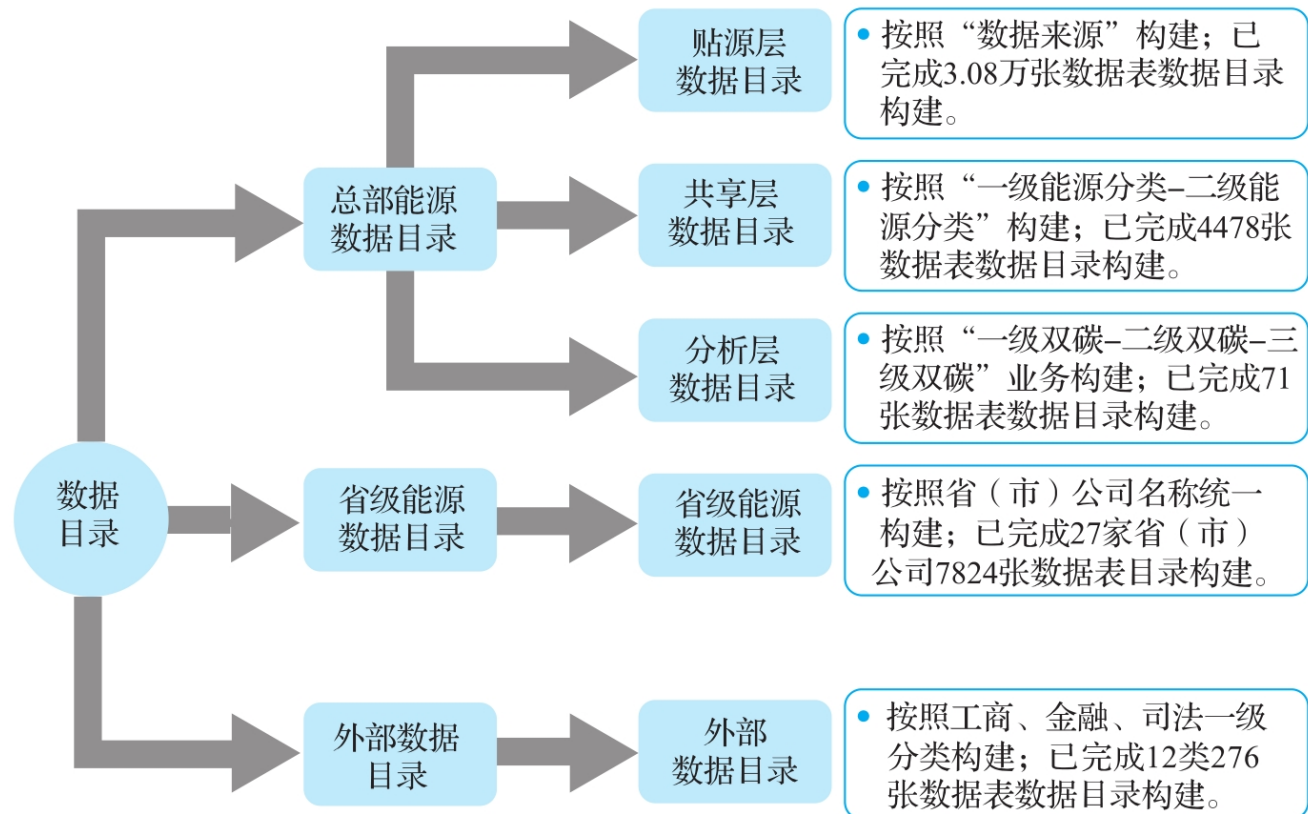 数据
目录
总部能源
数据目录
贴源层
数据目录
• 按照“数据来源”构建；已
完成3.08万张数据表数据目录
构建。
共享层
数据目录
• 按照“一级能源分类–二级能
源分类”构建；已完成4478张
数据表数据目录构建。
分析层
数据目录
• 按照“一级双碳–二级双碳–三
级双碳”业务构建；已完成71
张数据表数据目录构建。
省级能源
数据目录
省级能源
数据目录
• 按照省（市）公司名称统一
构建；已完成27家省（市）
公司7824张数据表目录构建。
外部数据
目录
外部
数据目录
• 按照工商、金融、司法一级
分类构建；已完成12类276
张数据表数据目录构建。